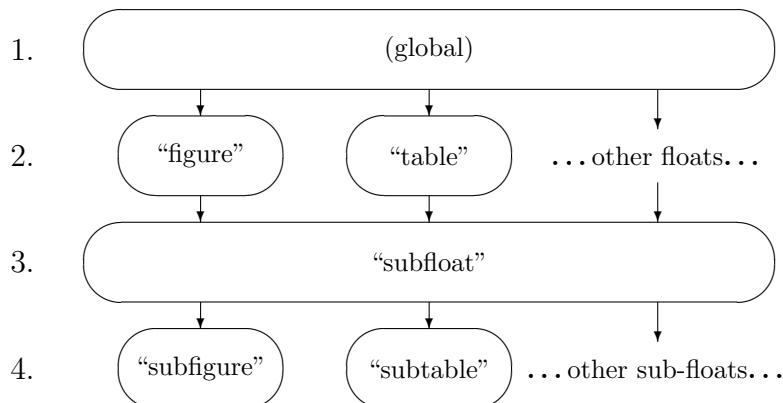 1. (global)
2. “figure” “table” ...other floats...
3. “subfloat”
4. “subfigure” “subtable” ...other sub-floats...